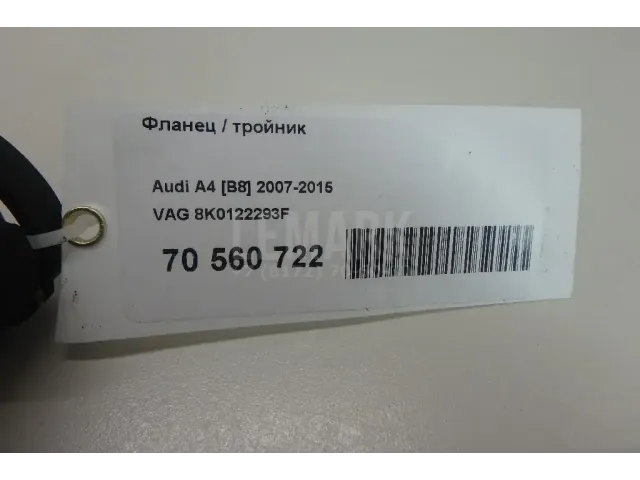 Фланец / тройник
Audi A4 [B8] 2007-2015
VAG 8K0122293F
LEMARK
70 560 722